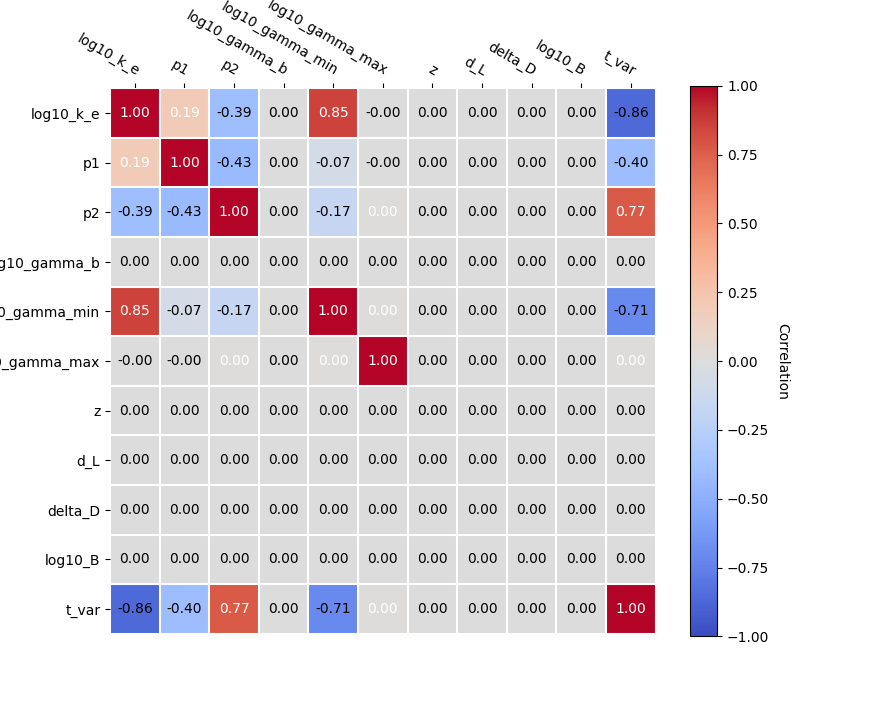 log10_k_e p1 p2 log10_gamma_b log10_gamma_min log10_gamma_max z d_L delta_D log10_B t_var
log10_k_e 1.00 0.19 -0.39 0.00 0.85 -0.00 0.00 0.00 0.00 0.00 -0.86
p1 0.19 1.00 -0.43 0.00 -0.07 -0.00 0.00 0.00 0.00 0.00 -0.40
p2 -0.39 -0.43 1.00 0.00 -0.17 0.00 0.00 0.00 0.00 0.00 0.77
g10_gamma_b 0.00 0.00 0.00 0.00 0.00 0.00 0.00 0.00 0.00 0.00 0.00
0_gamma_min 0.85 -0.07 -0.17 0.00 1.00 0.00 0.00 0.00 0.00 0.00 -0.71
0_gamma_max -0.00 -0.00 0.00 0.00 0.00 1.00 0.00 0.00 0.00 0.00 0.00
z 0.00 0.00 0.00 0.00 0.00 0.00 0.00 0.00 0.00 0.00 0.00
d_L 0.00 0.00 0.00 0.00 0.00 0.00 0.00 0.00 0.00 0.00 0.00
delta_D 0.00 0.00 0.00 0.00 0.00 0.00 0.00 0.00 0.00 0.00 0.00
log10_B 0.00 0.00 0.00 0.00 0.00 0.00 0.00 0.00 0.00 0.00 0.00
t_var -0.86 -0.40 0.77 0.00 -0.71 0.00 0.00 0.00 0.00 0.00 1.00
1.00
0.75
0.50
0.25
0.00
−0.25
−0.50
−0.75
−1.00
Correlation